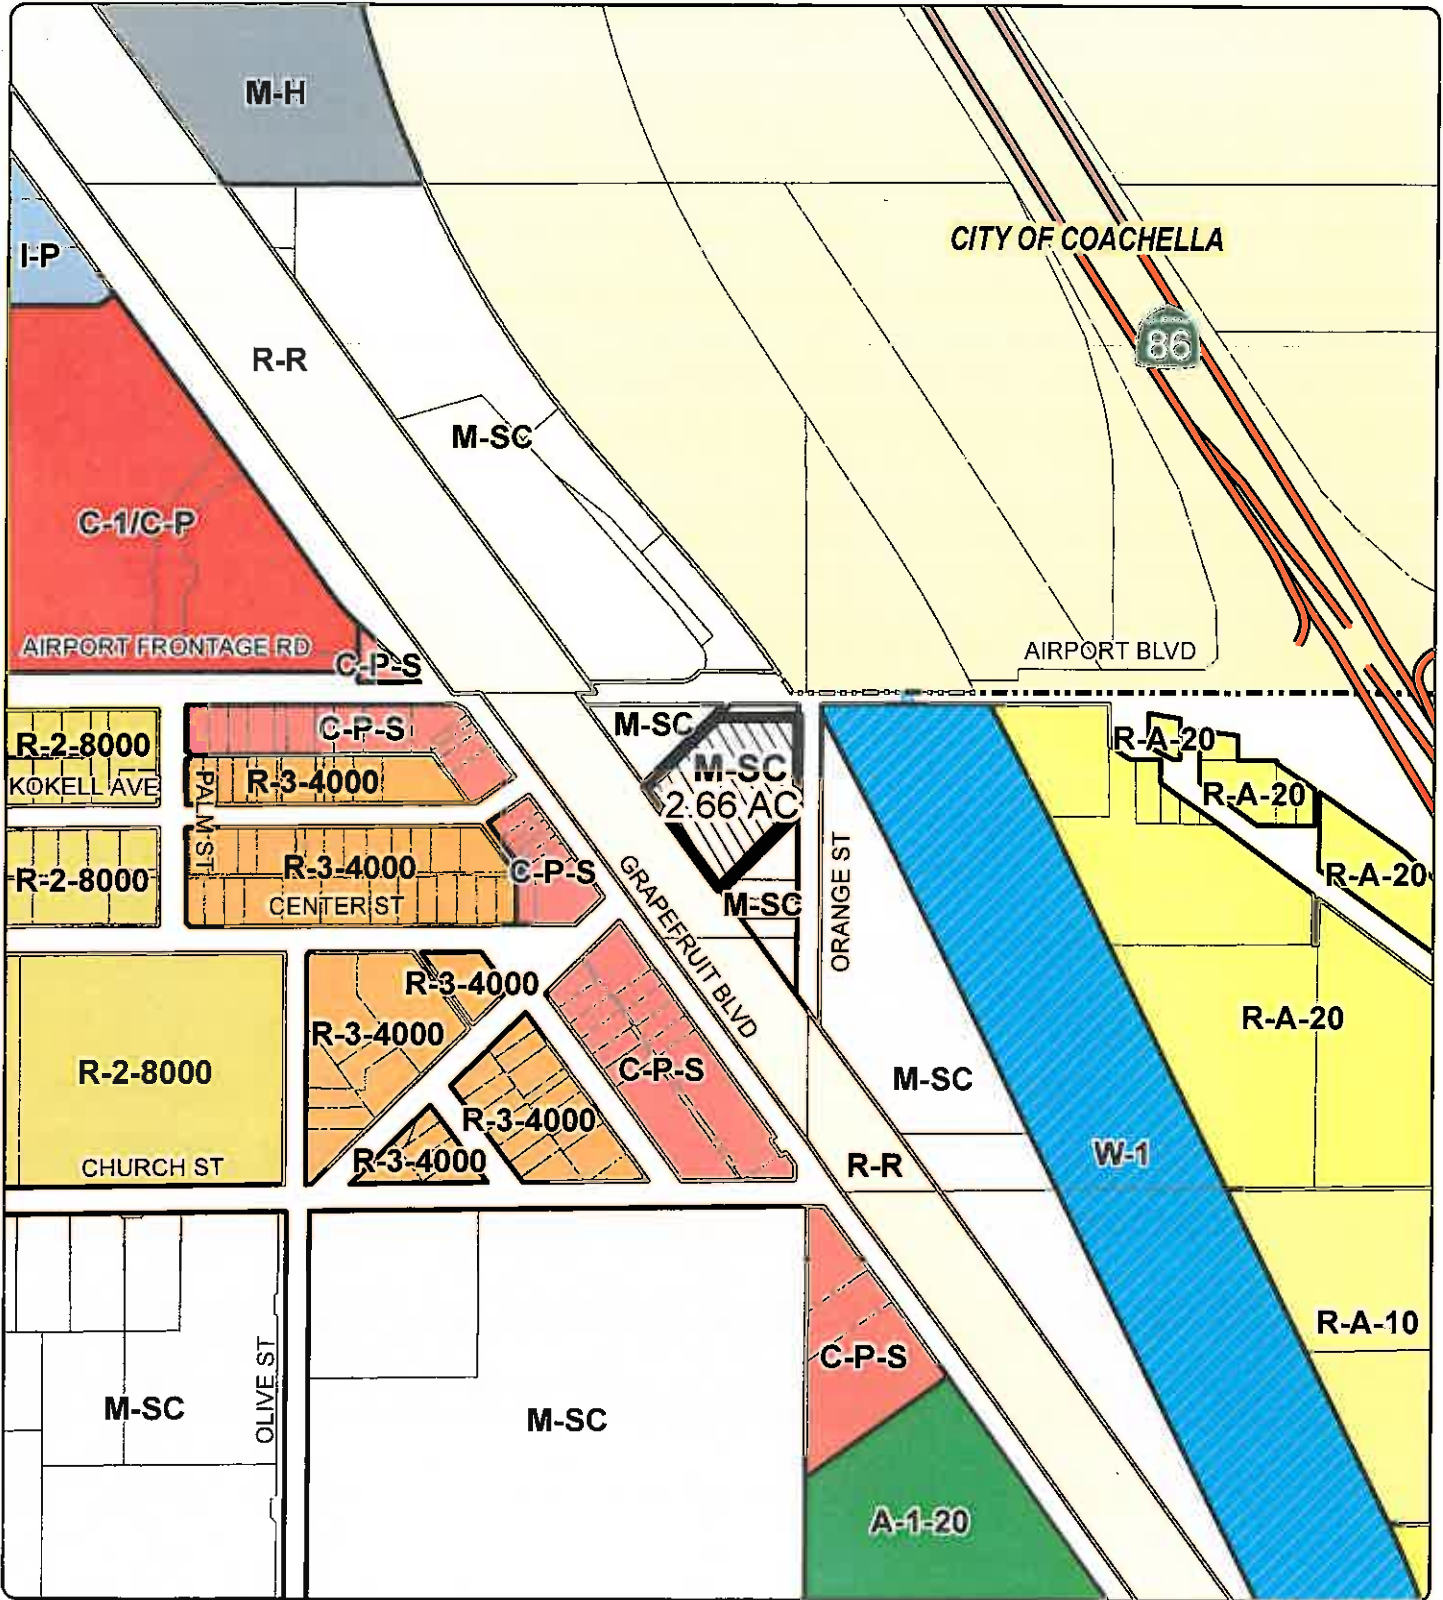 M-H
CITY OF COACHELLA
I-P
86
R-R
M-SC
C-1/C-P
AIRPORT FRONTAGE RD
C-P-S
AIRPORT BLVD
M-SC
C-P-S
R-2-8000
R-A-20
M-SC
2.66 AC
KOKELL AVE
PALM ST
R-3-4000
R-A-20
R-2-8000
R-3-4000
C-P-S
R-A-20
CENTER ST
M-SC
GRAPEFRUIT BLVD
ORANGE ST
R-3-4000
R-3-4000
R-A-20
R-2-8000
C-P-S
M-SC
R-3-4000
R-3-4000
CHURCH ST
R-R
W-1
R-A-10
C-P-S
OLIVE ST
M-SC
M-SC
A-1-20